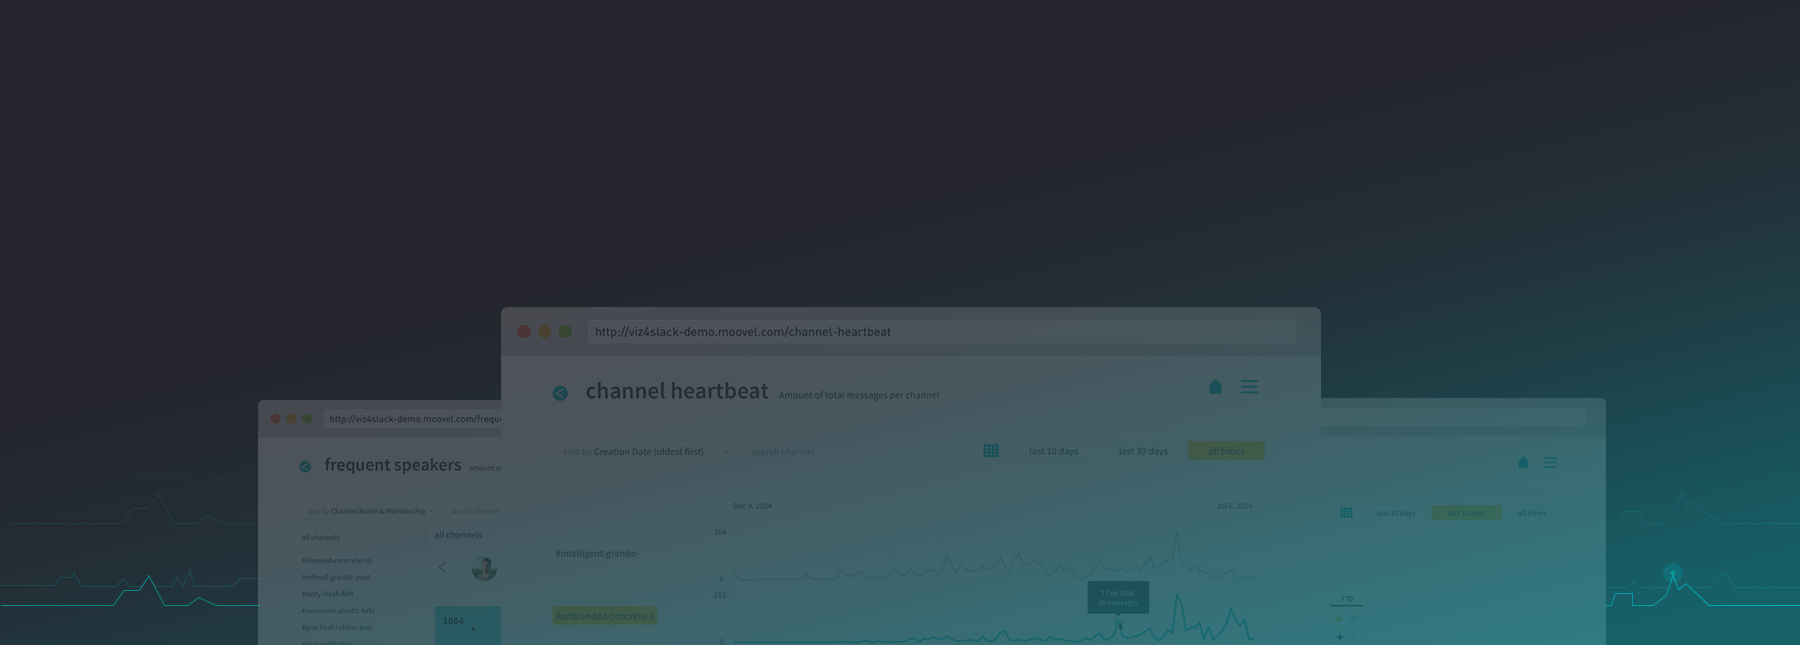 http://viz4slack-demo.moovel.com/channel-heartbeat
channel heartbeat Amount of total messages per channel
sort by Creation Date (oldest first) search channel last 10 days last 30 days all times
Dec 9, 2014 Jul 6, 2016
164
#intelligent-granite-
0
212
7 Feb 2016
96 messages
#unbranded-concrete-s
0
http://viz4slack-demo.moovel.com/frequ
frequent speakers amount o
sort by Channel Name & Membership search channel
all channels all channels
#licensed-concrete-sa
#refined-granite-pant
#tasty-fresh-fish
#awesome-plastic-tabl
#practical-rubber-tow
1084
last 10 days last 30 days all times
770